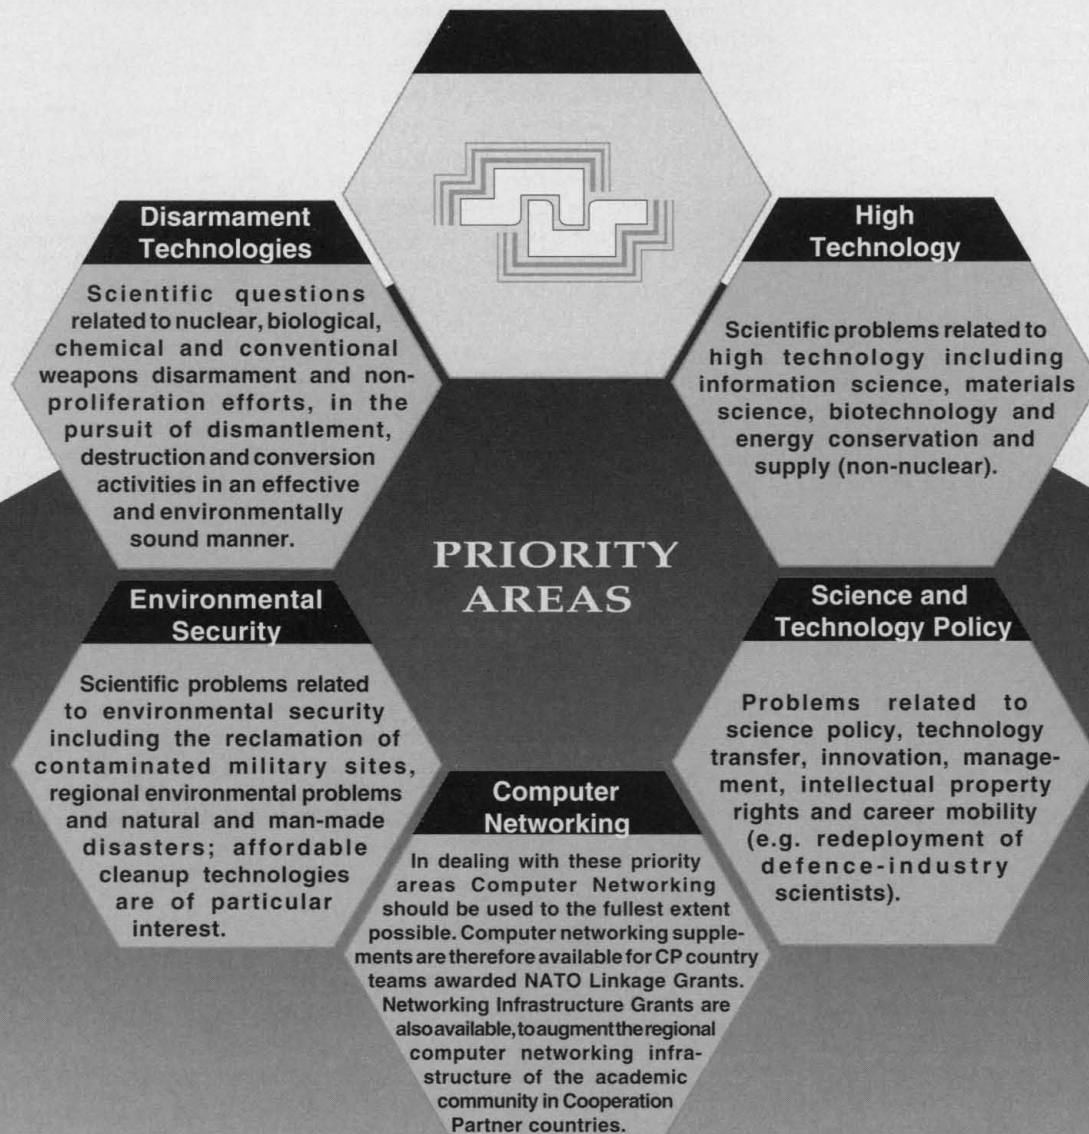 Disarmament
Technologies
Scientific questions
related to nuclear, biological,
chemical and conventional
weapons disarmament and non-
proliferation efforts, in the
pursuit of dismantlement,
destruction and conversion
activities in an effective
and environmentally
sound manner.
High
Technology
Scientific problems related to
high technology including
information science, materials
science, biotechnology and
energy conservation and
supply (non-nuclear).
PRIORITY
AREAS
Environmental
Security
Scientific problems related
to environmental security
including the reclamation of
contaminated military sites,
regional environmental problems
and natural and man-made
disasters; affordable
cleanup technologies
are of particular
interest.
Science and
Technology Policy
Problems related to
science policy, technology
transfer, innovation, manage-
ment, intellectual property
rights and career mobility
(e.g. redeployment of
defence-industry
scientists).
Computer
Networking
In dealing with these priority
areas Computer Networking
should be used to the fullest extent
possible. Computer networking supple-
ments are therefore available for CP country
teams awarded NATO Linkage Grants.
Networking Infrastructure Grants are
also available, to augment the regional
computer networking infra-
structure of the academic
community in Cooperation
Partner countries.